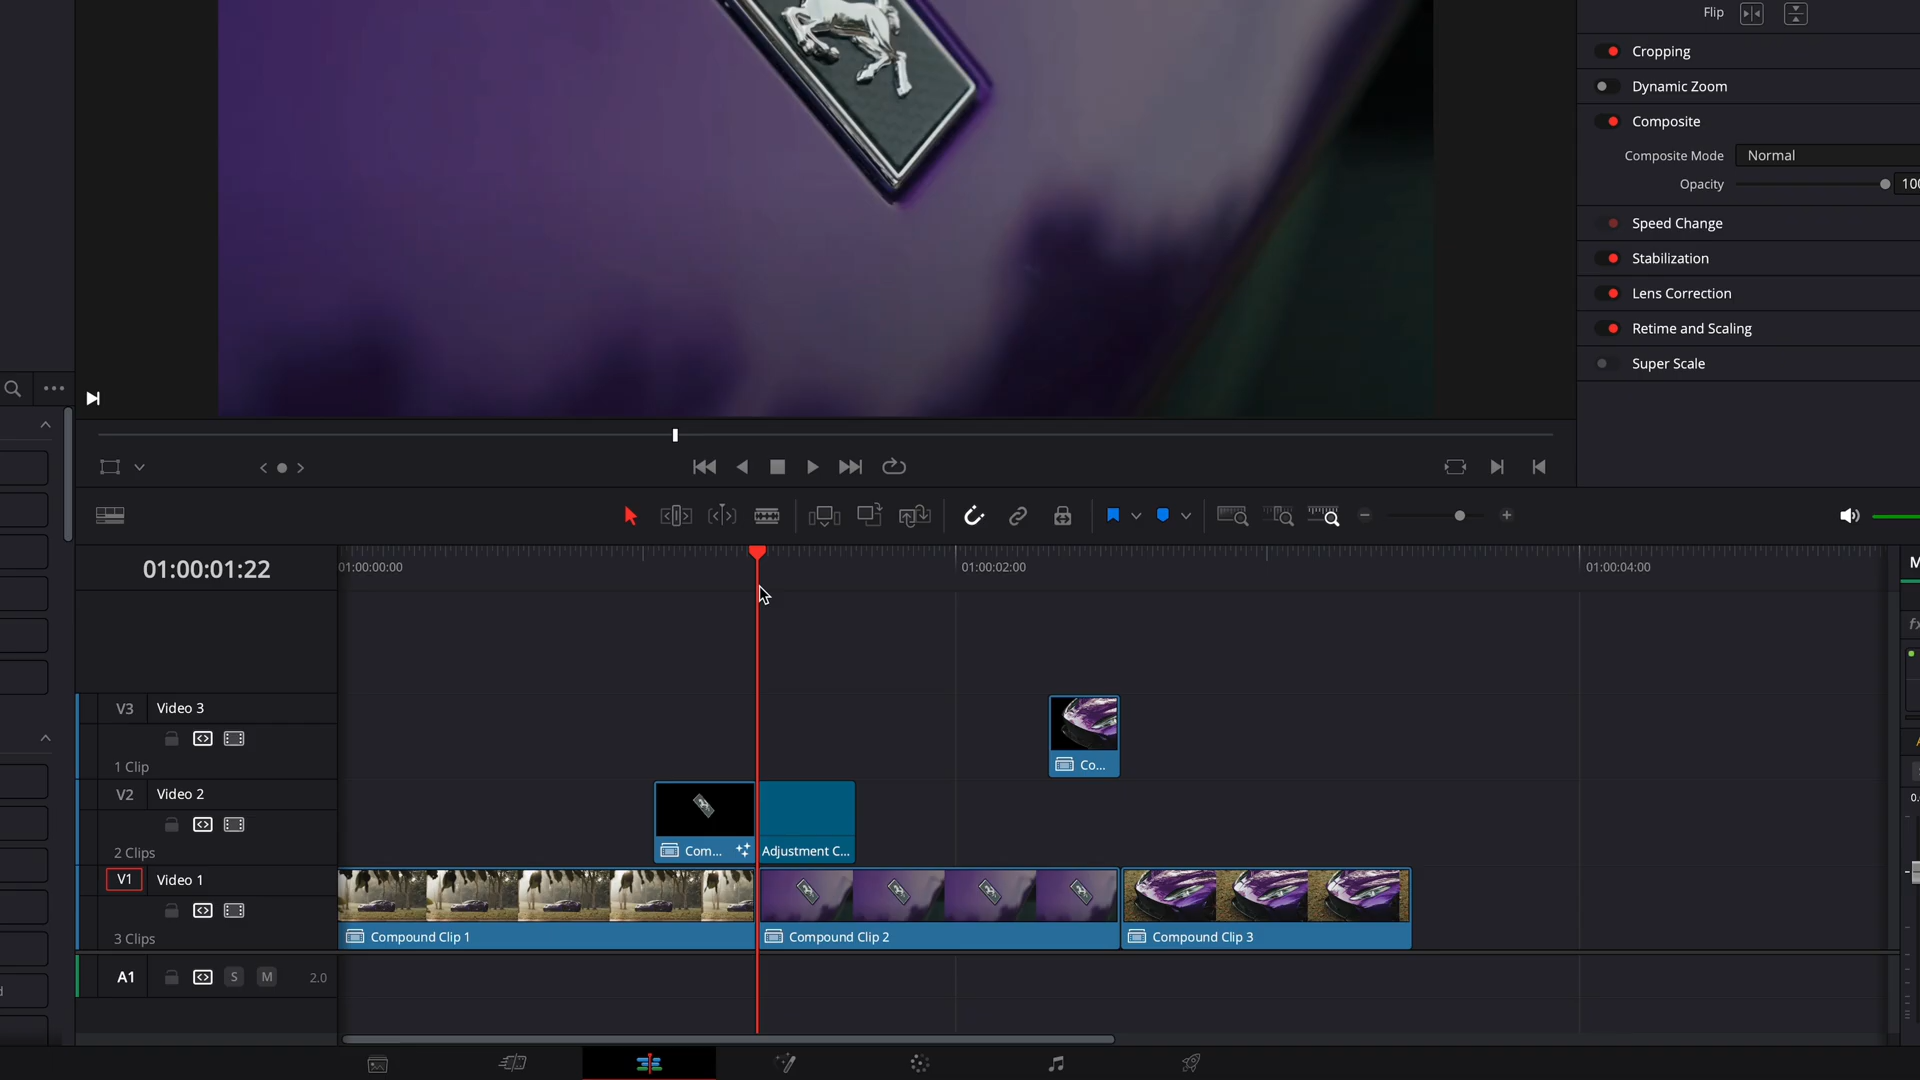 Flip
Cropping
Dynamic Zoom
Composite
Composite Mode Normal
Opacity 100
Speed Change
Stabilization
Lens Correction
Retime and Scaling
Super Scale
01:00:01:22
01:00:00:00
01:00:02:00
01:00:04:00
V3 Video 3
1 Clip
Co...
V2 Video 2
2 Clips
Com...
Adjustment C...
V1 Video 1
3 Clips
Compound Clip 1
Compound Clip 2
Compound Clip 3
A1 S M 2.0